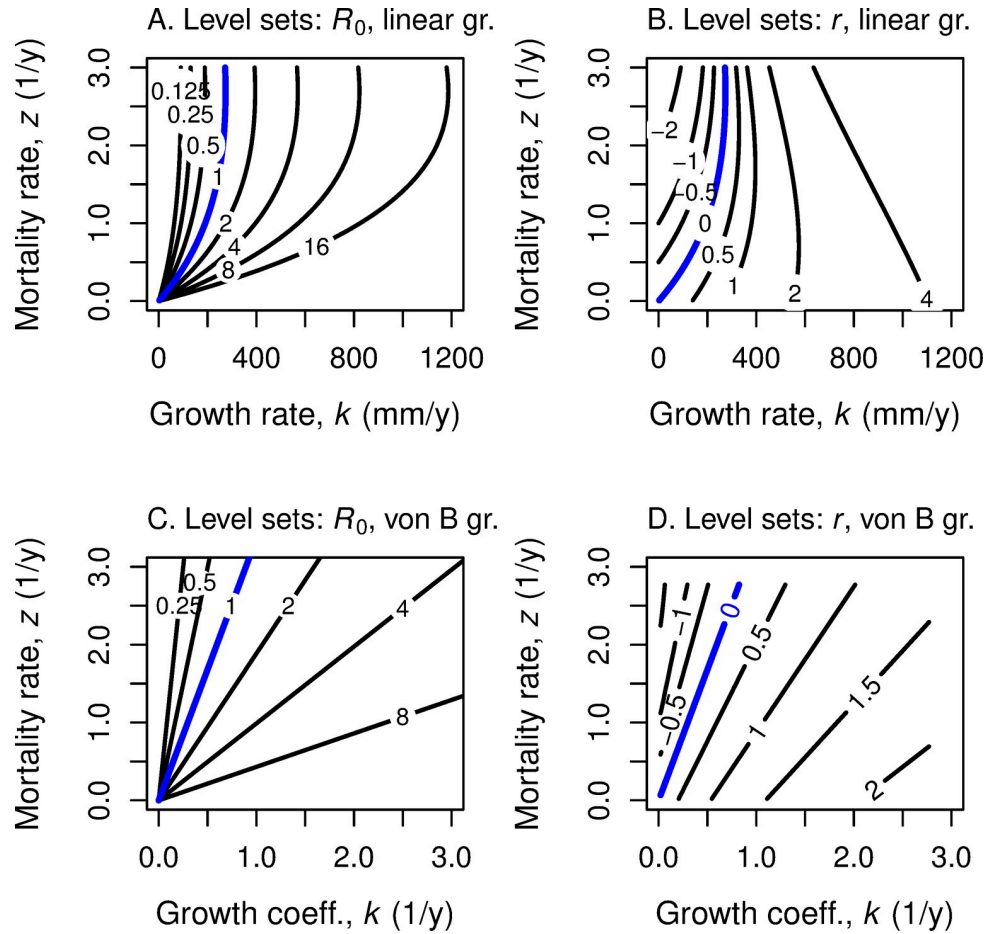 A. Level sets: R0, linear gr.
Mortality rate, z (1/y)
3.0
2.0
1.0
0.0
0.125
0.25
0.5
1
2
4
8
16
0 400 800 1200
Growth rate, k (mm/y)
B. Level sets: r, linear gr.
Mortality rate, z (1/y)
3.0
2.0
1.0
0.0
−2
−1
−0.5
0
0.5
1
2
4
0 400 800 1200
Growth rate, k (mm/y)
C. Level sets: R0, von B gr.
Mortality rate, z (1/y)
3.0
2.0
1.0
0.0
0.25
0.5
1
2
4
8
0.0 1.0 2.0 3.0
Growth coeff., k (1/y)
D. Level sets: r, von B gr.
Mortality rate, z (1/y)
3.0
2.0
1.0
0.0
−1
−0.5
0
0.5
1
1.5
2
0.0 1.0 2.0 3.0
Growth coeff., k (1/y)